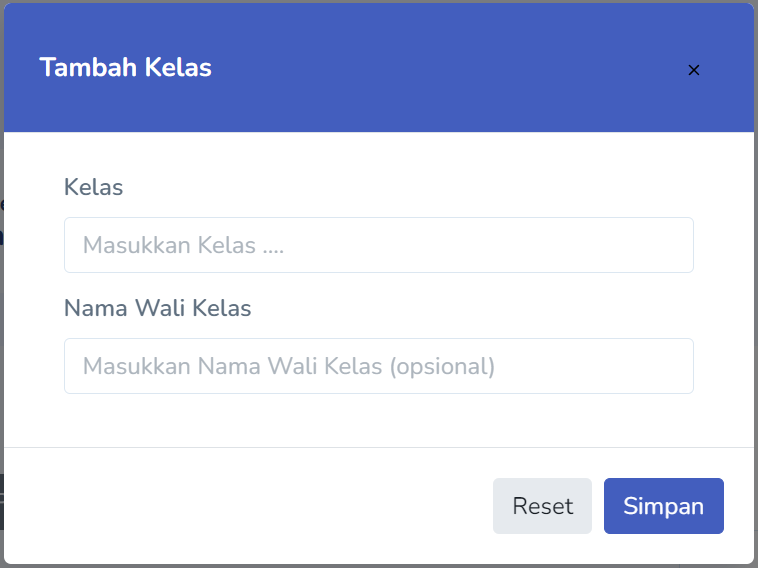 Tambah Kelas ×
Kelas
Masukkan Kelas ....
Nama Wali Kelas
Masukkan Nama Wali Kelas (opsional)
Reset Simpan